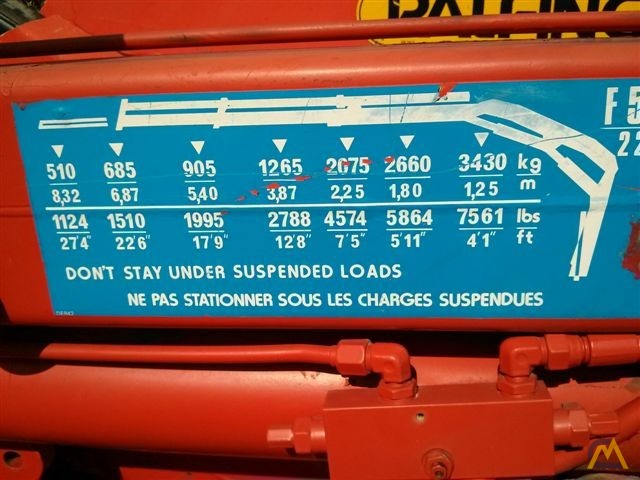 PALFING
F 5
22
510 685 905 1265 2075 2660 3430 kg
8,32 6,87 5,40 3,87 2,25 1,80 1,25 m
1124 1510 1995 2788 4574 5864 7561 lbs
27'4" 22'6" 17'9" 12'8" 7'5" 5'11" 4'1" ft
DON'T STAY UNDER SUSPENDED LOADS
NE PAS STATIONNER SOUS LES CHARGES SUSPENDUES